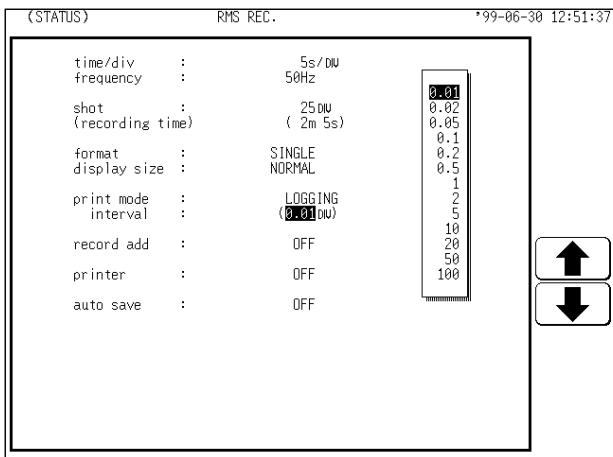 (STATUS) RMS REC. '99-06-30 12:51:37
time/div : 5s/DIV
frequency : 50Hz
shot : 25DIV
(recording time) ( 2m 5s)
format : SINGLE
display size : NORMAL
print mode : LOGGING
interval : (0.01DIV)
record add : OFF
printer : OFF
auto save : OFF
0.01
0.02
0.05
0.1
0.2
0.5
1
2
5
10
20
50
100